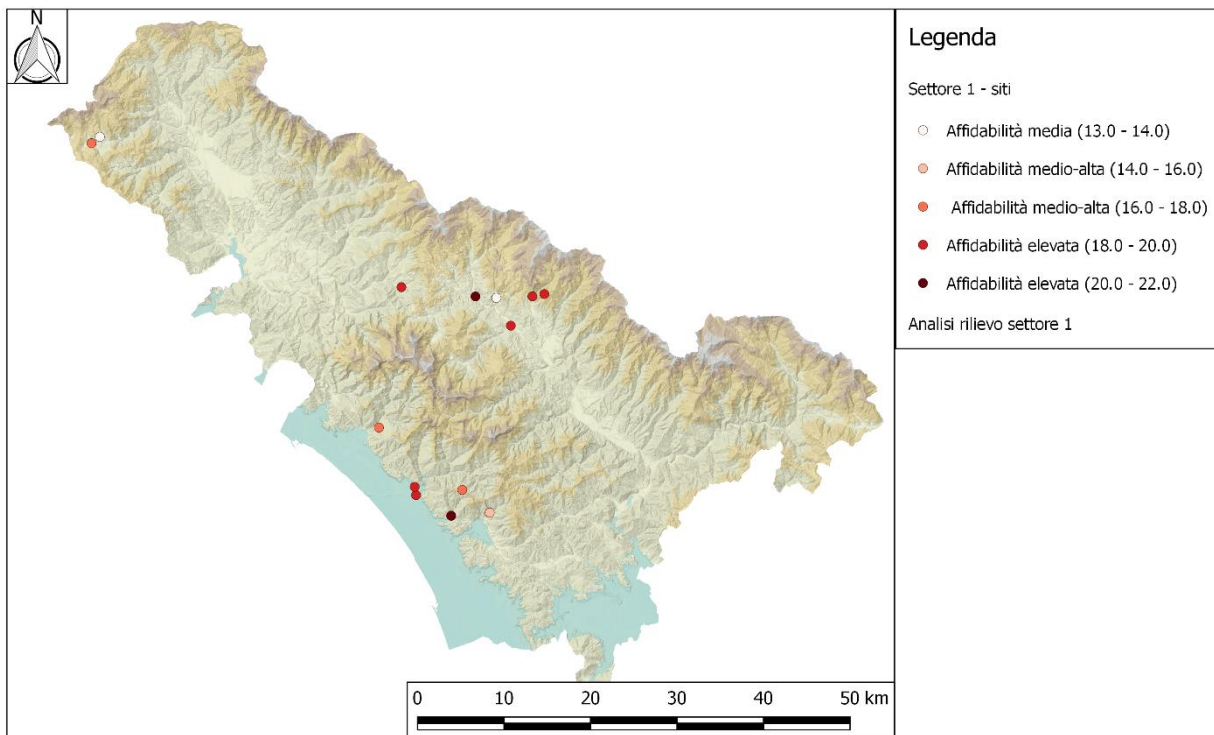 N
Legenda
Settore 1 - siti
Affidabilità media (13.0 - 14.0)
Affidabilità medio-alta (14.0 - 16.0)
Affidabilità medio-alta (16.0 - 18.0)
Affidabilità elevata (18.0 - 20.0)
Affidabilità elevata (20.0 - 22.0)
Analisi rilievo settore 1
0 10 20 30 40 50 km